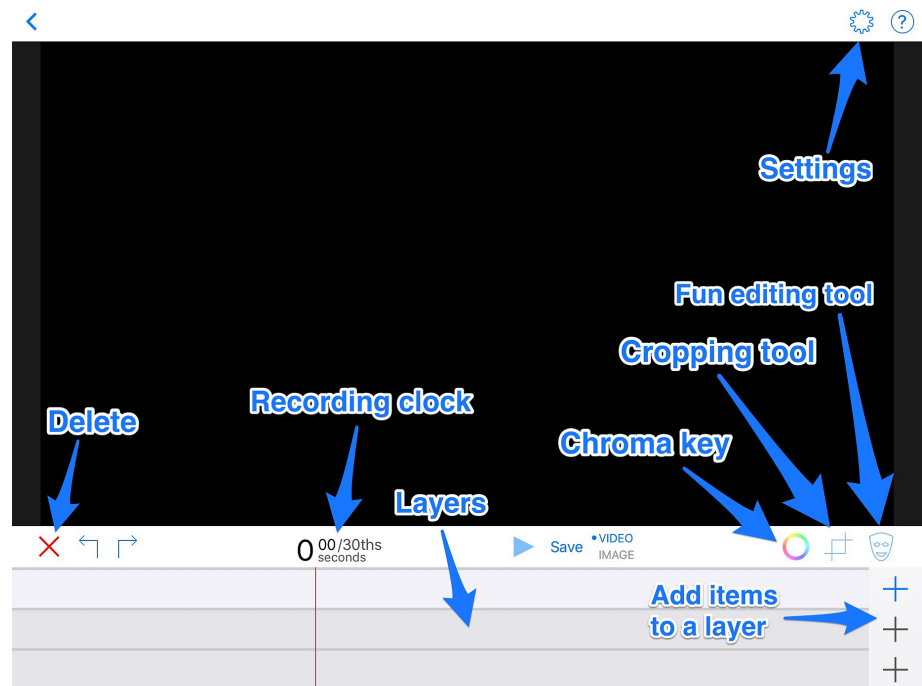 ?
Settings
Fun editing tool
Cropping tool
Recording clock
Delete
Chroma key
Layers
0 00/30ths
seconds
Save
VIDEO
IMAGE
Add items
to a layer